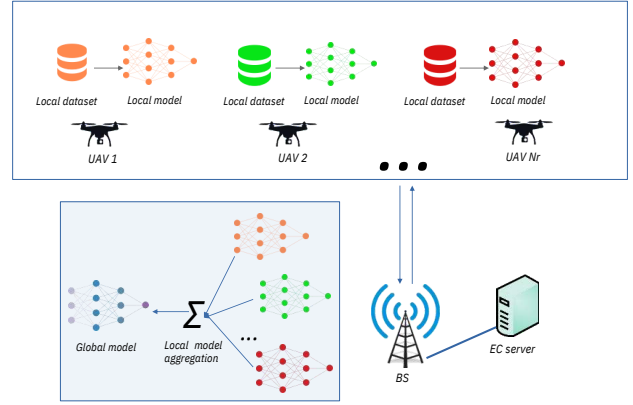 Local dataset
Local model
Local dataset
Local model
Local dataset
Local model
UAV 1
UAV 2
UAV Nr
...
Σ
...
Global model
Local model
aggregation
BS
EC server